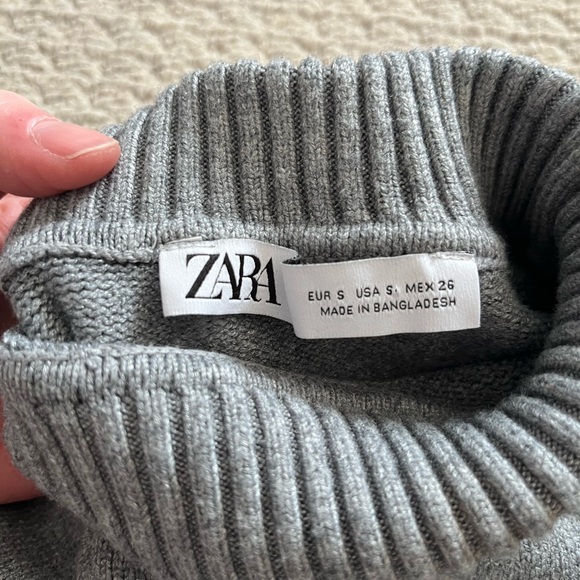 ZARA
EUR S USA S MEX 26
MADE IN BANGLADESH